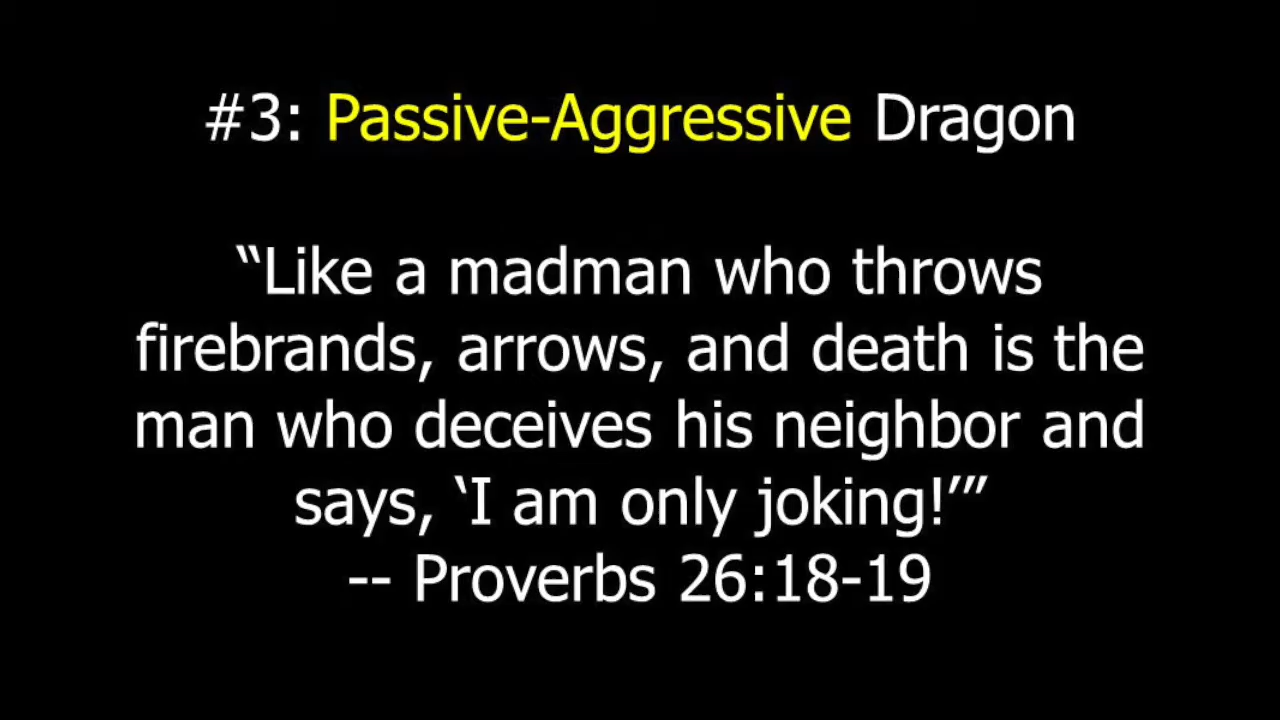 #3: Passive-Aggressive Dragon
“Like a madman who throws
firebrands, arrows, and death is the
man who deceives his neighbor and
says, ‘I am only joking!’”
-- Proverbs 26:18-19